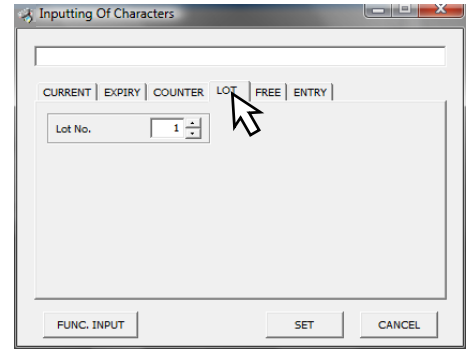 Inputting Of Characters
CURRENT EXPIRY COUNTER LOT FREE ENTRY
Lot No. 1
FUNC. INPUT SET CANCEL